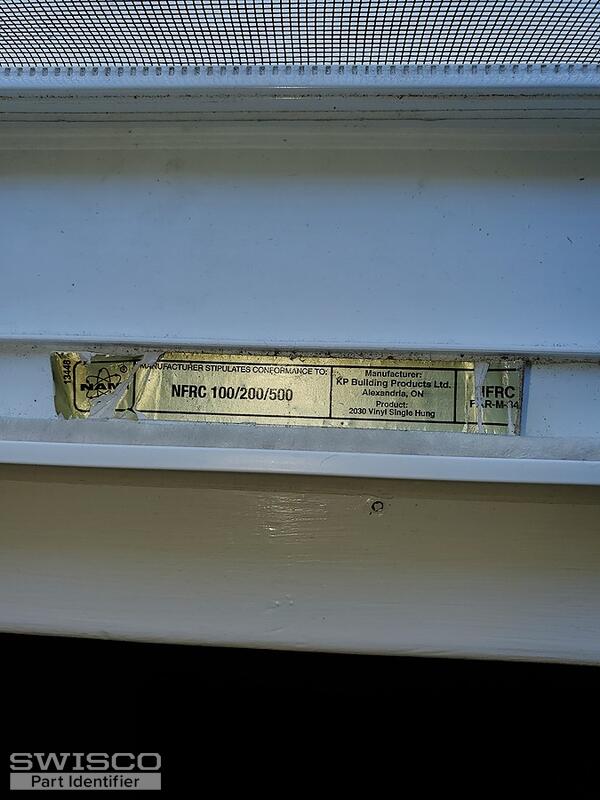 13448
NAMI
®
MANUFACTURER STIPULATES CONFORMANCE TO:
NFRC 100/200/500
Manufacturer:
KP Building Products Ltd.
Alexandria, ON
Product:
2030 Vinyl Single Hung
NFRC
SWISCO
Part Identifier